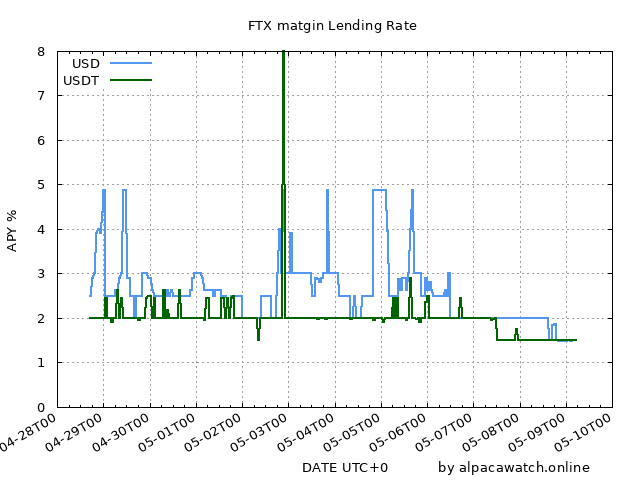 FTX matgin Lending Rate
USD
USDT
8
7
6
5
4
3
2
1
0
APY %
04-28T00
04-29T00
04-30T00
05-01T00
05-02T00
05-03T00
05-04T00
05-05T00
05-06T00
05-07T00
05-08T00
05-09T00
05-10T00
DATE UTC+0
by alpacawatch.online